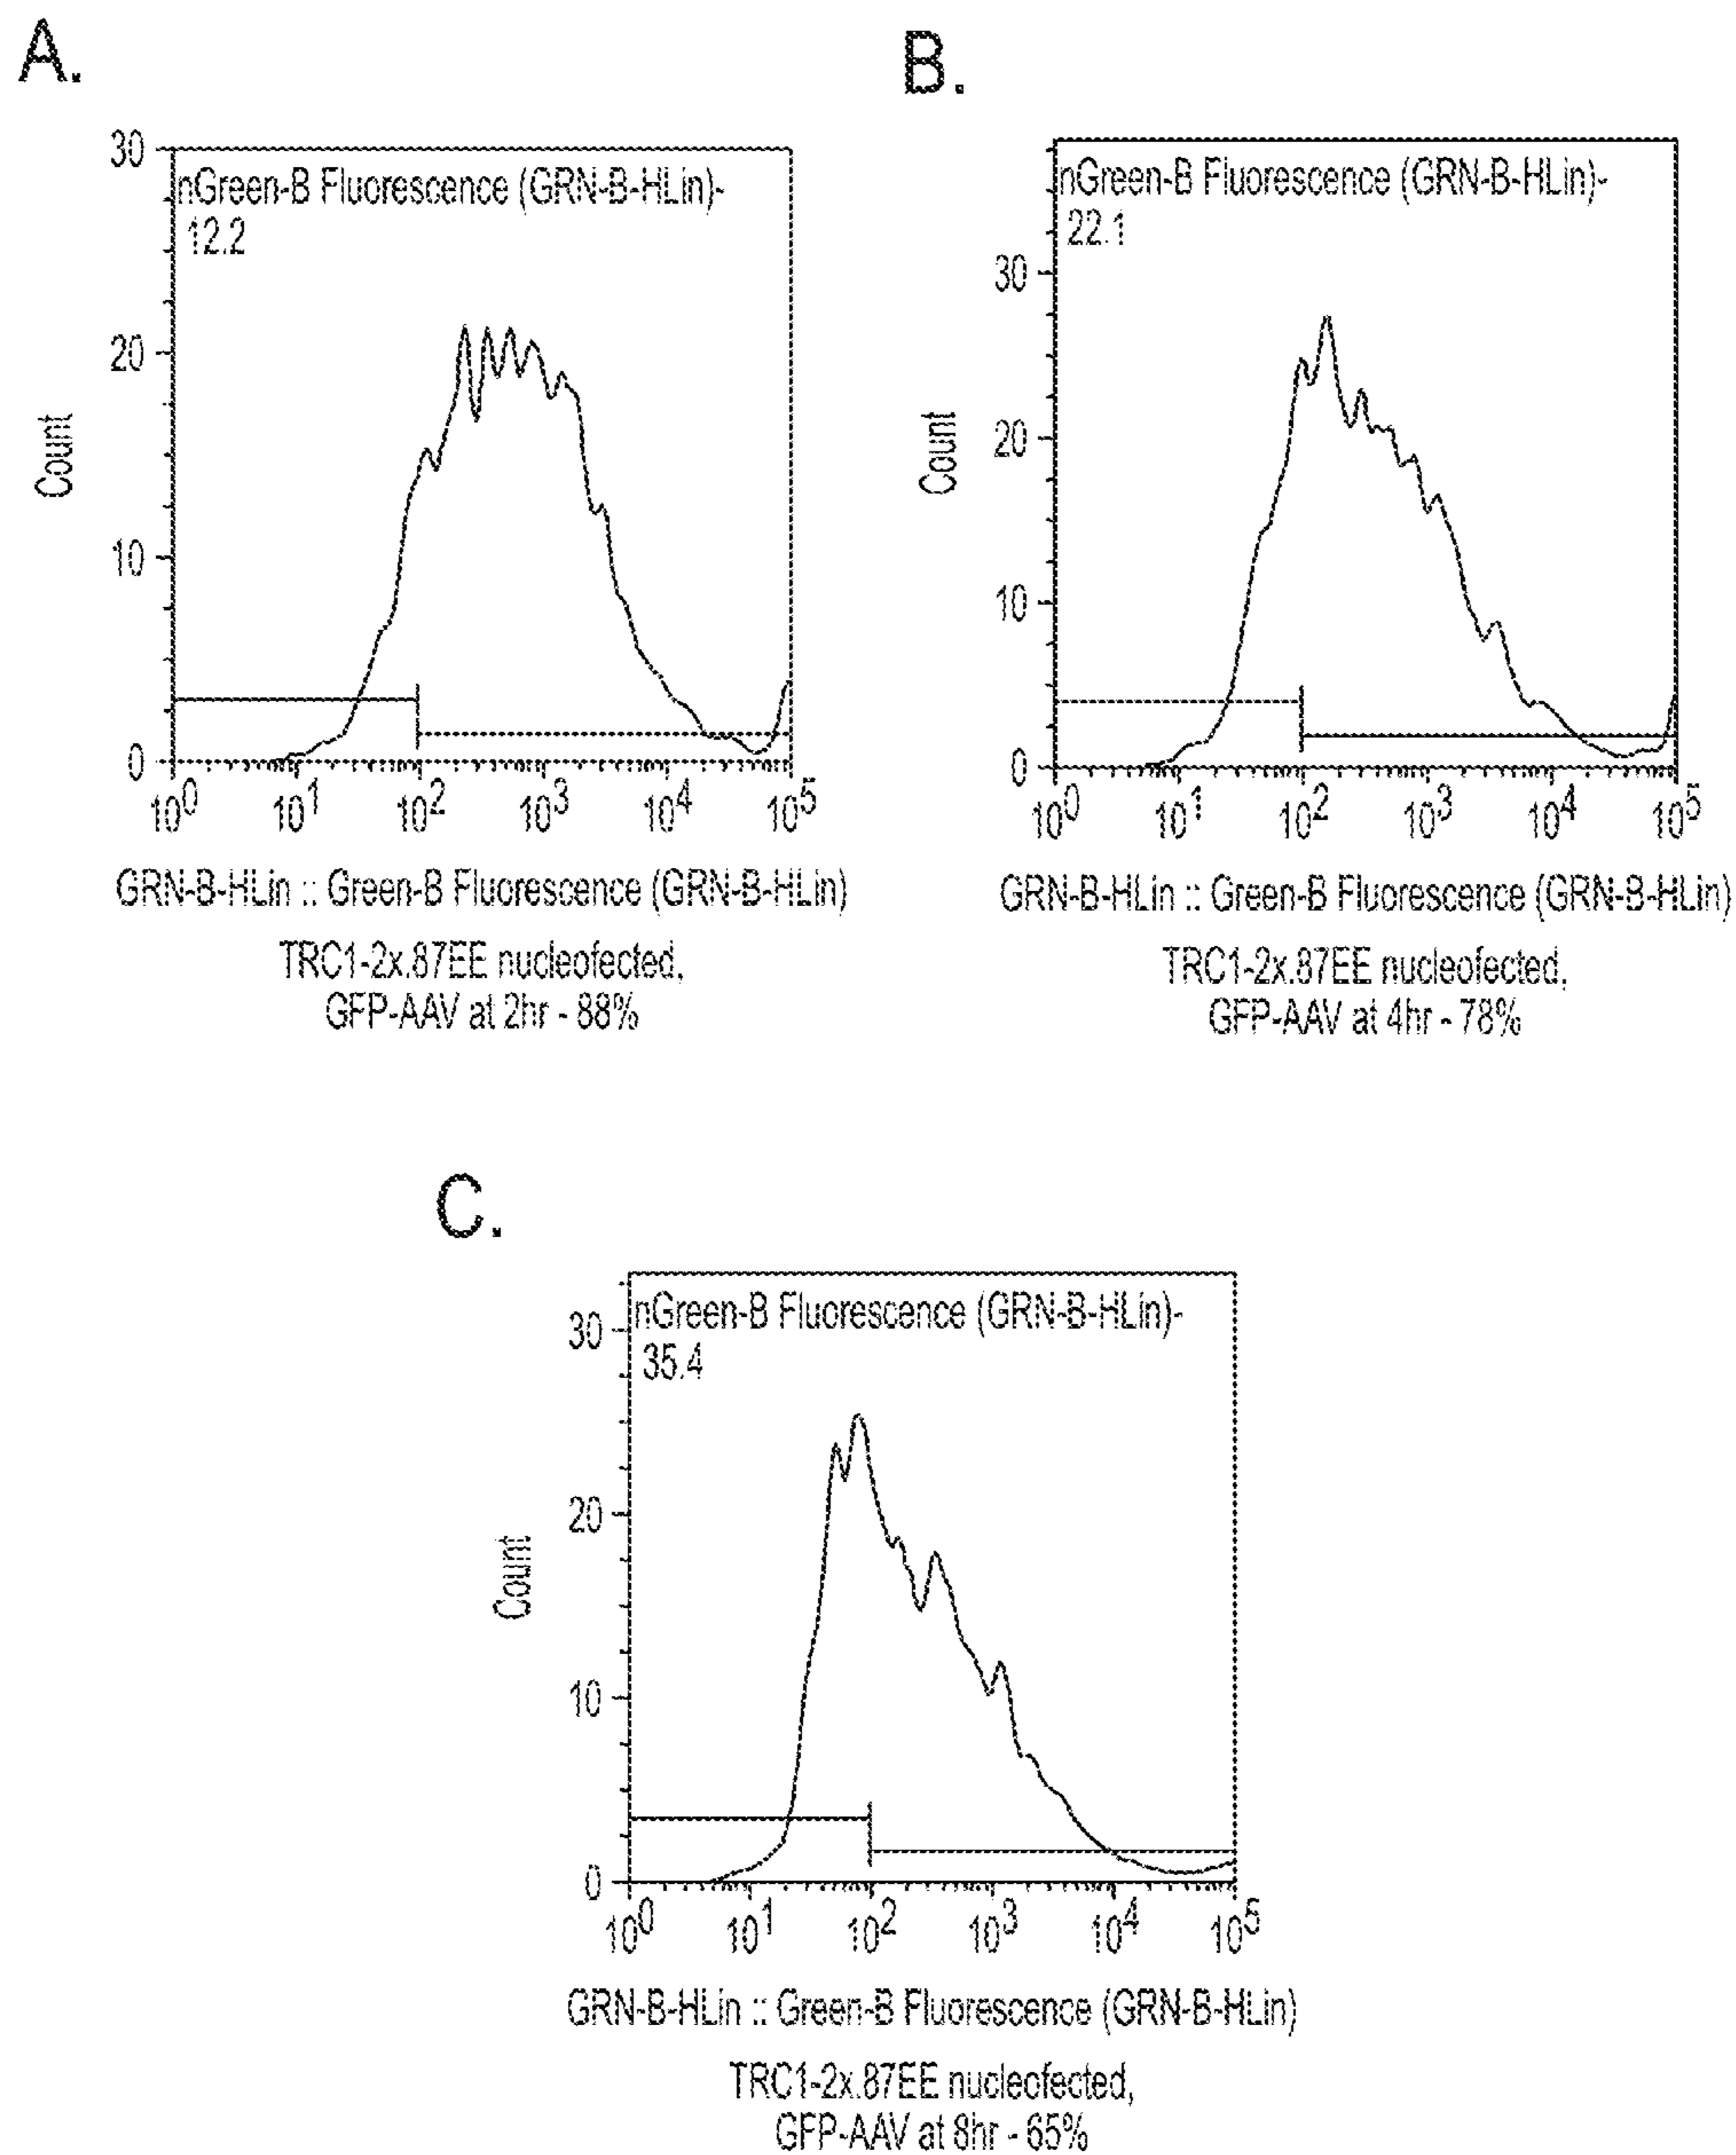 A.
30
nGreen-B Fluorescence (GRN-B-HLin)-
12.2
20
Count
10
0
10^0 10^1 10^2 10^3 10^4 10^5
GRN-B-HLin :: Green-B Fluorescence (GRN-B-HLin)
TRC1-2x.87EE nucleofected,
GFP-AAV at 2hr - 88%
B.
nGreen-B Fluorescence (GRN-B-HLin)-
22.1
30
Count
20
10
0
10^0 10^1 10^2 10^3 10^4 10^5
GRN-B-HLin :: Green-B Fluorescence (GRN-B-HLin)
TRC1-2x.87EE nucleofected,
GFP-AAV at 4hr - 78%
C.
nGreen-B Fluorescence (GRN-B-HLin)-
30
35.4
20
Count
10
0
10^0 10^1 10^2 10^3 10^4 10^5
GRN-B-HLin :: Green-B Fluorescence (GRN-B-HLin)
TRC1-2x.87EE nucleofected,
GFP-AAV at 8hr - 65%